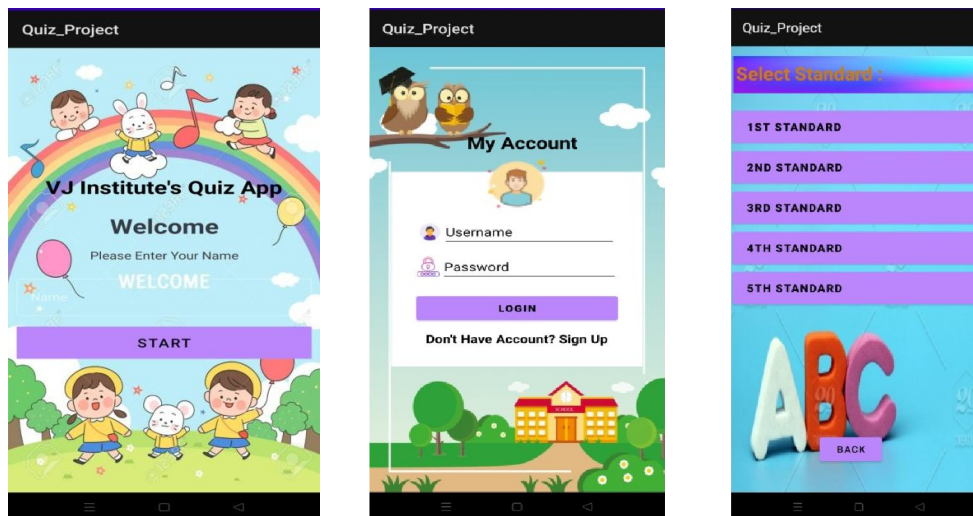 Quiz_Project
VJ Institute's Quiz App
Welcome
Please Enter Your Name
WELCOME
Name
START
Quiz_Project
My Account
Username
Password
LOGIN
Don't Have Account? Sign Up
SCHOOL
Quiz_Project
Select Standard :
1ST STANDARD
2ND STANDARD
3RD STANDARD
4TH STANDARD
5TH STANDARD
ABC
BACK